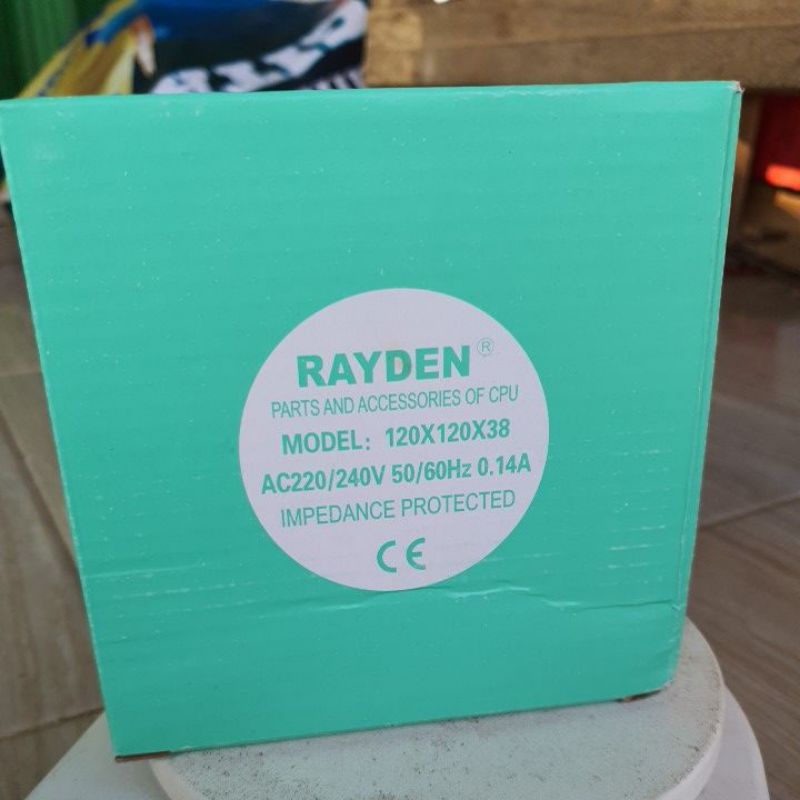 RAYDEN ®
PARTS AND ACCESSORIES OF CPU
MODEL: 120X120X38
AC220/240V 50/60Hz 0.14A
IMPEDANCE PROTECTED
CE